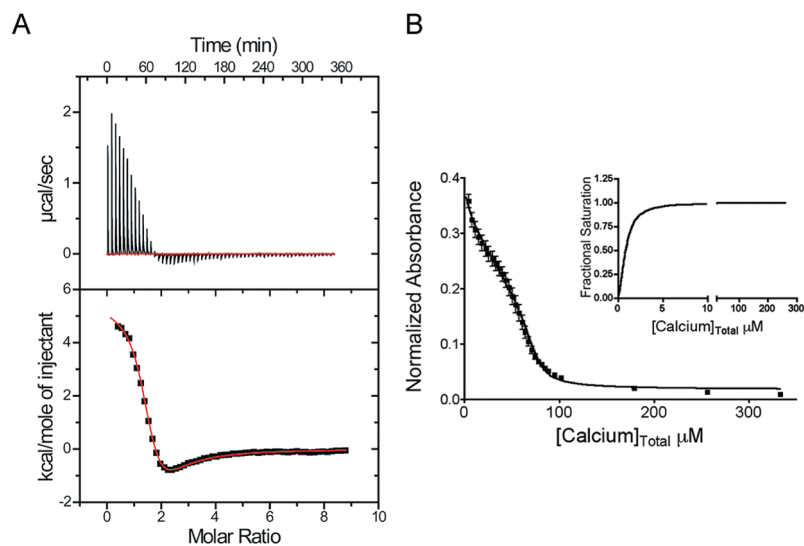 A
Time (min)
0 60 120 180 240 300 360
µcal/sec
2
1
0
6
kcal/mole of injectant
4
2
0
-2
0 2 4 6 8 10
Molar Ratio
B
Normalized Absorbance
0.4
0.3
0.2
0.1
0.0
0 100 200 300
[Calcium]Total µM
Fractional Saturation
1.25
1.00
0.75
0.50
0.25
0.00
0 5 10 100 200 300
[Calcium]Total µM